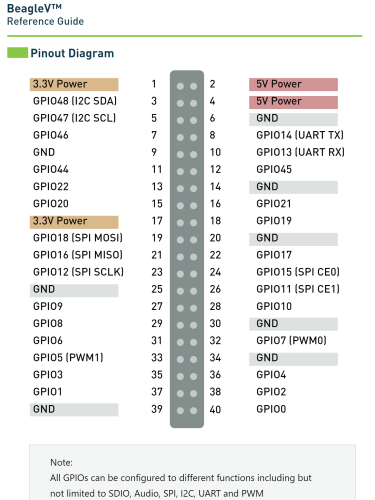 BeagleV™
Reference Guide
Pinout Diagram
3.3V Power 1 2 5V Power
GPIO48 (I2C SDA) 3 4 5V Power
GPIO47 (I2C SCL) 5 6 GND
GPIO46 7 8 GPIO14 (UART TX)
GND 9 10 GPIO13 (UART RX)
GPIO44 11 12 GPIO45
GPIO22 13 14 GND
GPIO20 15 16 GPIO21
3.3V Power 17 18 GPIO19
GPIO18 (SPI MOSI) 19 20 GND
GPIO16 (SPI MISO) 21 22 GPIO17
GPIO12 (SPI SCLK) 23 24 GPIO15 (SPI CE0)
GND 25 26 GPIO11 (SPI CE1)
GPIO9 27 28 GPIO10
GPIO8 29 30 GND
GPIO6 31 32 GPIO7 (PWM0)
GPIO5 (PWM1) 33 34 GND
GPIO3 35 36 GPIO4
GPIO1 37 38 GPIO2
GND 39 40 GPIO0
Note:
All GPIOs can be configured to different functions including but
not limited to SDIO, Audio, SPI, I2C, UART and PWM